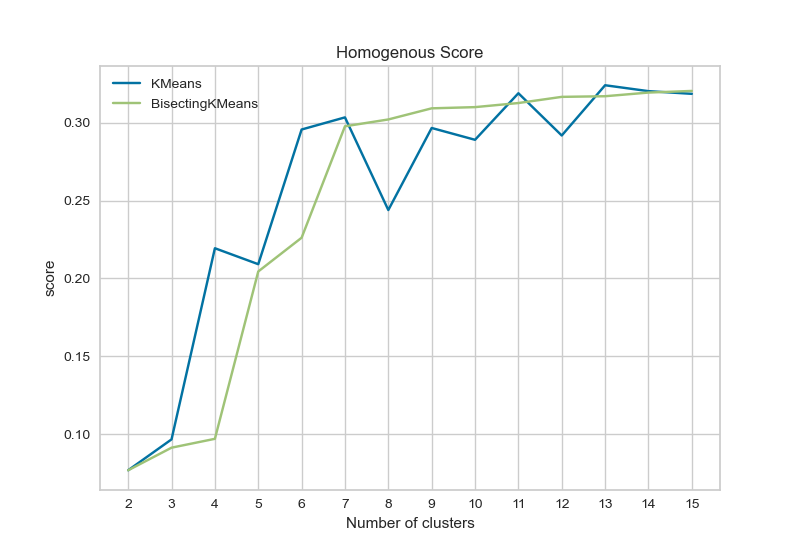 Homogenous Score
KMeans
BisectingKMeans
0.30
0.25
0.20
0.15
0.10
score
2 3 4 5 6 7 8 9 10 11 12 13 14 15
Number of clusters